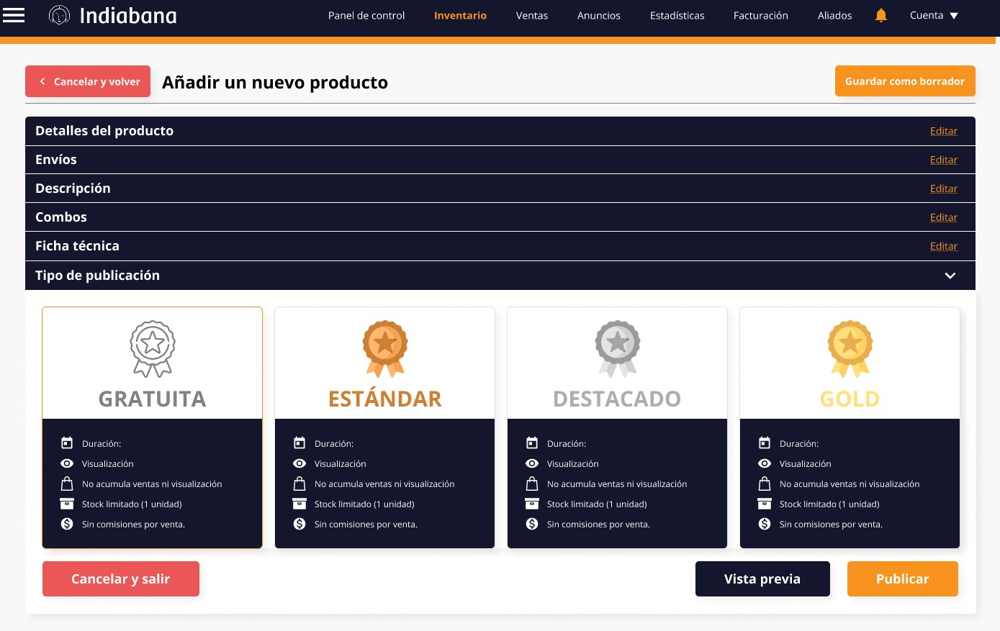 Indiabana
Panel de control
Inventario
Ventas
Anuncios
Estadísticas
Facturación
Aliados
Cuenta
Cancelar y volver
Añadir un nuevo producto
Guardar como borrador
Detalles del producto
Editar
Envíos
Editar
Descripción
Editar
Combos
Editar
Ficha técnica
Editar
Tipo de publicación
GRATUITA
Duración:
Visualización
No acumula ventas ni visualización
Stock limitado (1 unidad)
Sin comisiones por venta.
ESTÁNDAR
Duración:
Visualización
No acumula ventas ni visualización
Stock limitado (1 unidad)
Sin comisiones por venta.
DESTACADO
Duración:
Visualización
No acumula ventas ni visualización
Stock limitado (1 unidad)
Sin comisiones por venta.
GOLD
Duración:
Visualización
No acumula ventas ni visualización
Stock limitado (1 unidad)
Sin comisiones por venta.
Cancelar y salir
Vista previa
Publicar